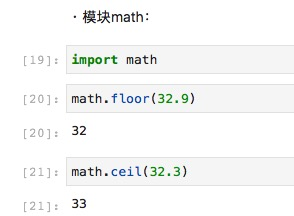 · 模块math：
[19]: import math
[20]: math.floor(32.9)
[20]: 32
[21]: math.ceil(32.3)
[21]: 33